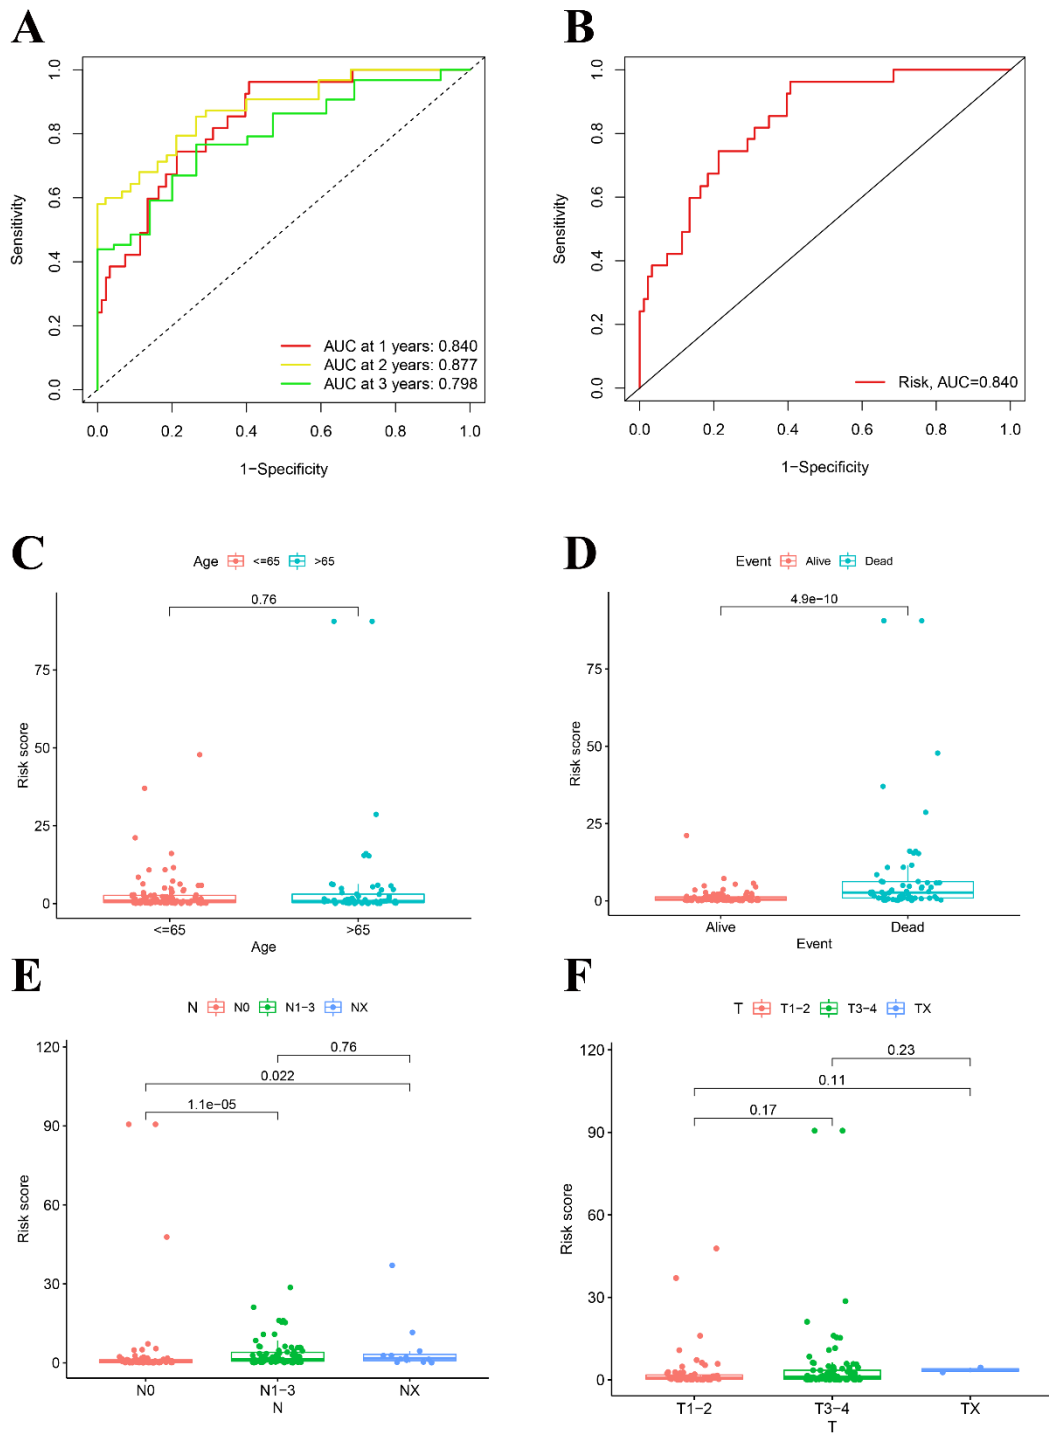 A
1.0
0.8
0.6
0.4
0.2
0.0
Sensitivity
AUC at 1 years: 0.840
AUC at 2 years: 0.877
AUC at 3 years: 0.798
0.0 0.2 0.4 0.6 0.8 1.0
1−Specificity
B
1.0
0.8
0.6
0.4
0.2
0.0
Sensitivity
Risk, AUC=0.840
0.0 0.2 0.4 0.6 0.8 1.0
1−Specificity
C
Age <=65 >65
0.76
75
50
25
0
Risk score
<=65 >65
Age
D
Event Alive Dead
4.9e−10
75
50
25
0
Risk score
Alive Dead
Event
E
N N0 N1−3 NX
120
90
60
30
0
Risk score
0.76
0.022
1.1e−05
N0 N1−3 NX
N
F
T T1−2 T3−4 TX
120
90
60
30
0
Risk score
0.23
0.11
0.17
T1−2 T3−4 TX
T